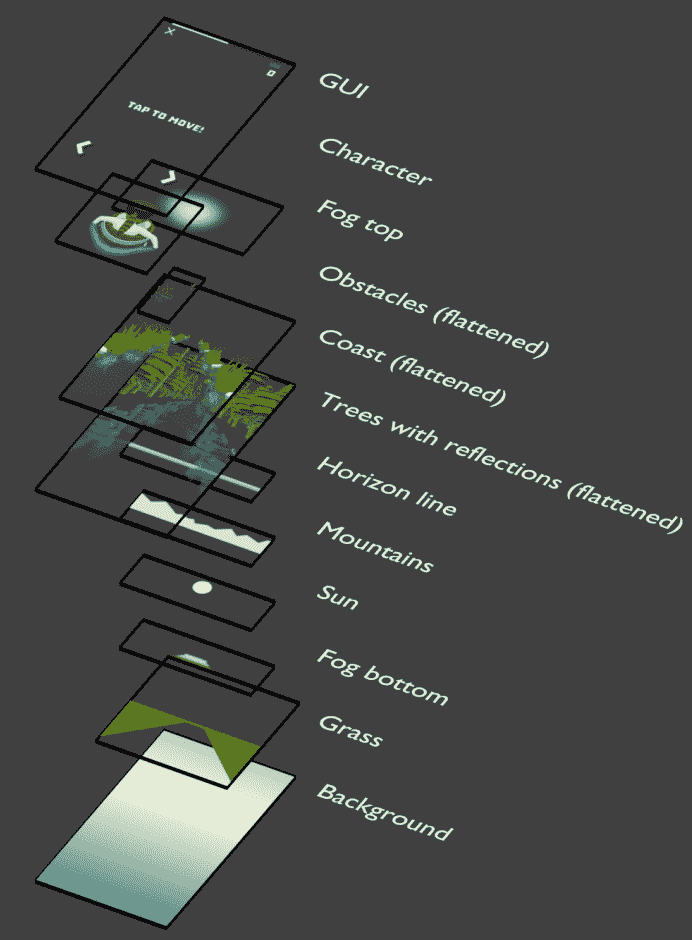 ×
0
TAP TO MOVE!
GUI
Character
Fog top
Obstacles (flattened)
Coast (flattened)
Trees with reflections (flattened)
Horizon line
Mountains
Sun
Fog bottom
Grass
Background